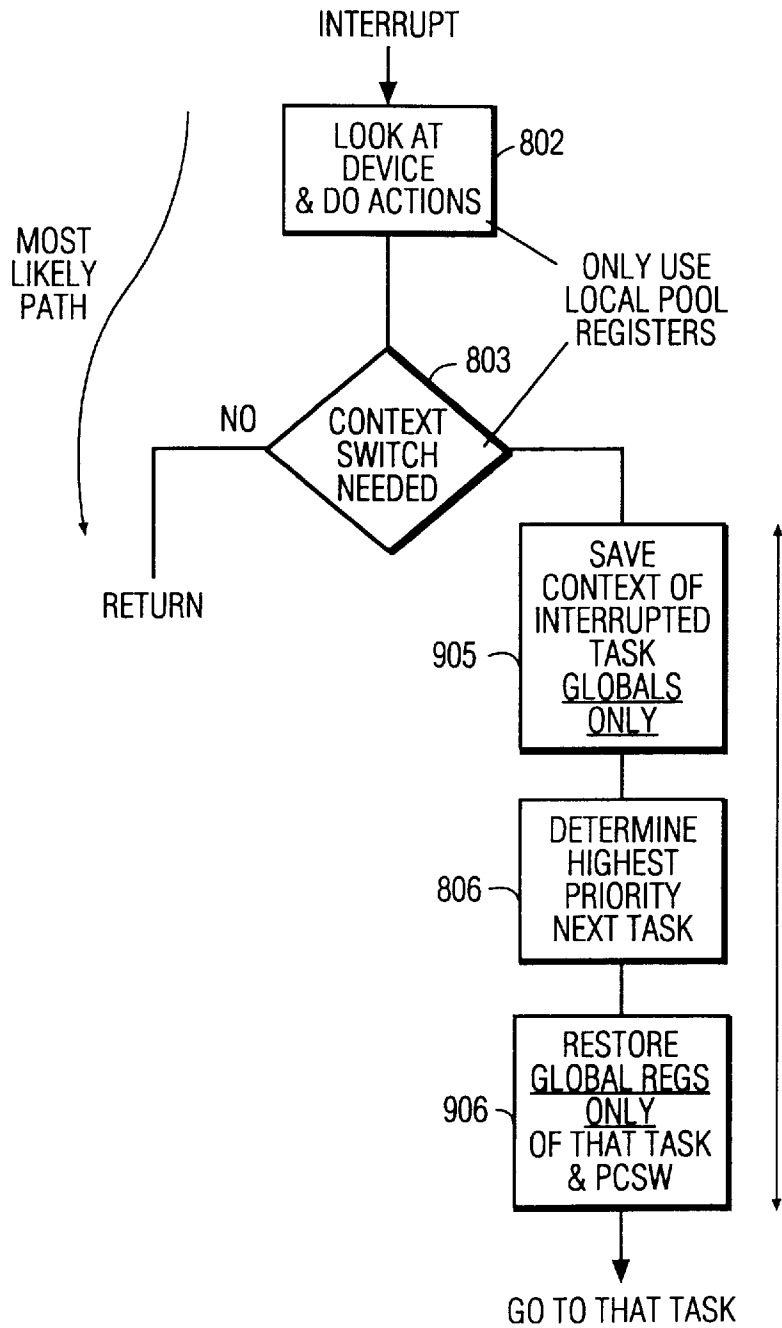 INTERRUPT
LOOK AT
DEVICE
& DO ACTIONS
802
MOST
LIKELY
PATH
ONLY USE
LOCAL POOL
REGISTERS
803
NO
CONTEXT
SWITCH
NEEDED
RETURN
SAVE
CONTEXT OF
INTERRUPTED
TASK
GLOBALS
ONLY
905
DETERMINE
HIGHEST
PRIORITY
NEXT TASK
806
RESTORE
GLOBAL REGS
ONLY
OF THAT TASK
& PCSW
906
GO TO THAT TASK